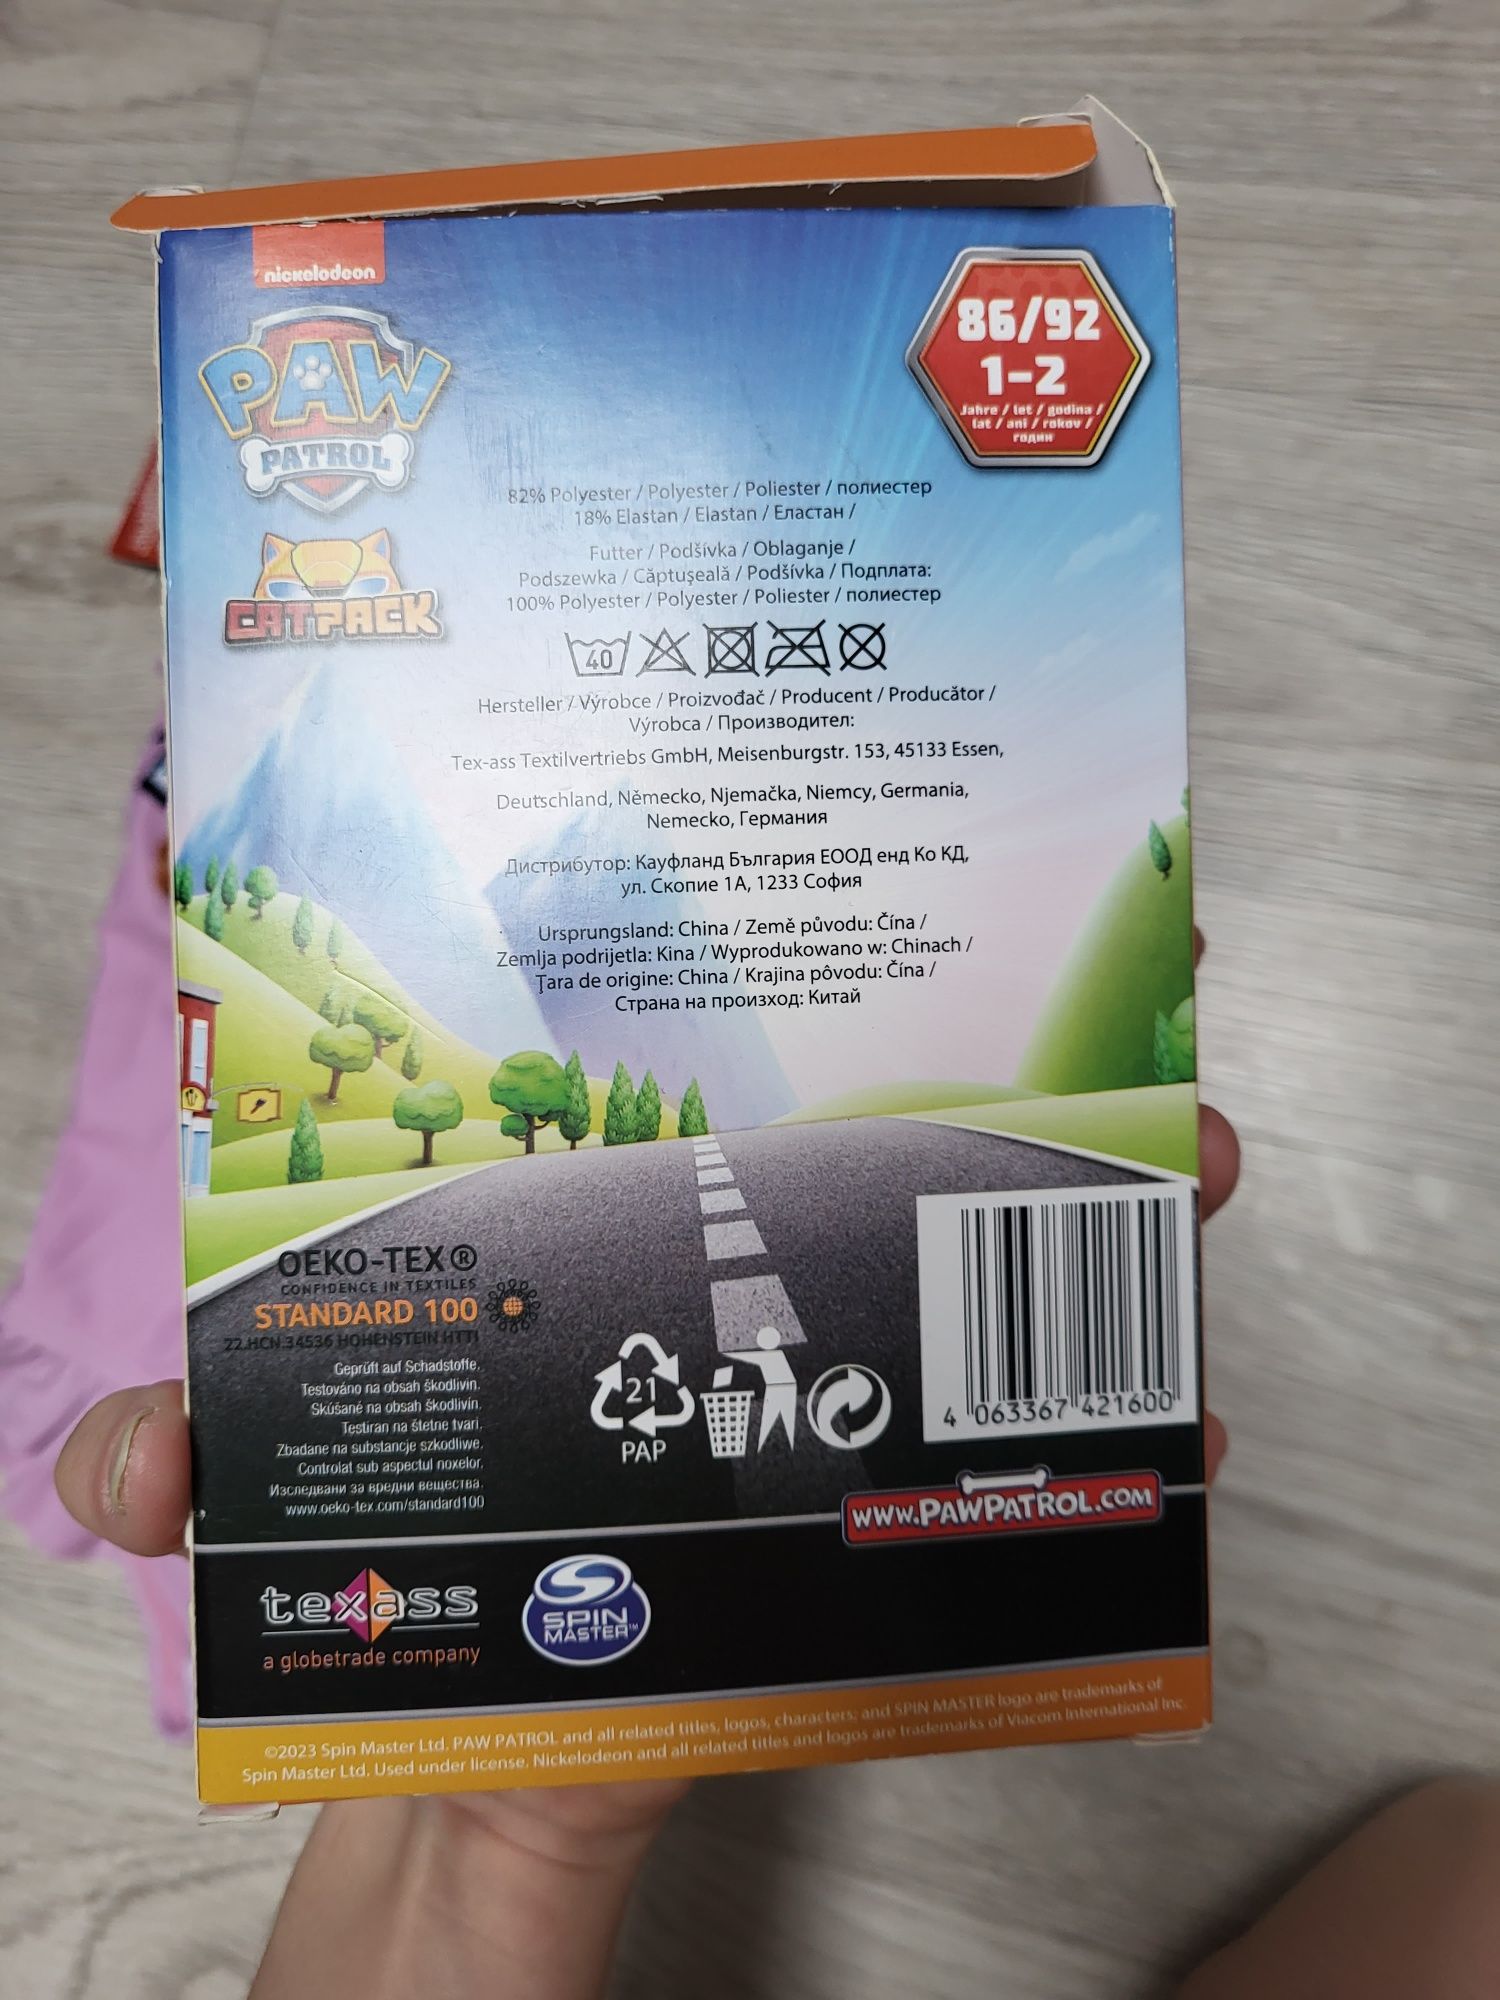 nickelodeon
PAW
PATROL
CATPACK
86/92
1-2
Jahre / let / godina /
lat / ani / rokov /
години
82% Polyester / Polyester / Poliester / полиестер
18% Elastan / Elastan / Еластан /
Futter / Podšívka / Oblaganje /
Podszewka / Căptuşeală / Podšívka / Подплата:
100% Polyester / Polyester / Poliester / полиестер
40
Hersteller / Výrobce / Proizvođač / Producent / Producător /
Výrobca / Производител:
Tex-ass Textilvertriebs GmbH, Meisenburgstr. 153, 45133 Essen,
Deutschland, Německo, Njemačka, Niemcy, Germania,
Nemecko, Германия
Дистрибутор: Кауфланд България ЕООД енд Ко КД,
ул. Скопие 1А, 1233 София
Ursprungsland: China / Země původu: Čína /
Zemlja podrijetla: Kina / Wyprodukowano w: Chinach /
Ţara de origine: China / Krajina pôvodu: Čína /
Страна на произход: Китай
OEKO-TEX®
CONFIDENCE IN TEXTILES
STANDARD 100
22.HCN.34536 HOHENSTEIN HTTI
Geprüft auf Schadstoffe.
Testováno na obsah škodlivin.
Skúšané na obsah škodlivín.
Testiran na štetne tvari.
Zbadane na substancje szkodliwe.
Controlat sub aspectul noxelor.
Изследвани за вредни вещества.
www.oeko-tex.com/standard100
21
PAP
4 063367 421600
WWW.PAWPATROL.COM
texass
a globetrade company
SPIN
MASTER™
©2023 Spin Master Ltd. PAW PATROL and all related titles, logos, characters; and SPIN MASTER logo are trademarks of
Spin Master Ltd. Used under license. Nickelodeon and all related titles and logos are trademarks of Viacom International Inc.